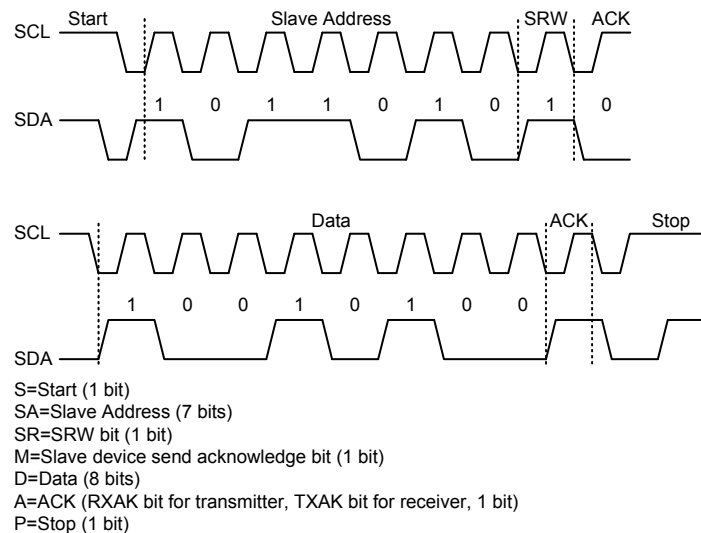 Start Slave Address SRW ACK
SCL
1 0 1 1 0 1 0 1 0
SDA
SCL Data ACK Stop
1 0 0 1 0 1 0 0
SDA
S=Start (1 bit)
SA=Slave Address (7 bits)
SR=SRW bit (1 bit)
M=Slave device send acknowledge bit (1 bit)
D=Data (8 bits)
A=ACK (RXAK bit for transmitter, TXAK bit for receiver, 1 bit)
P=Stop (1 bit)